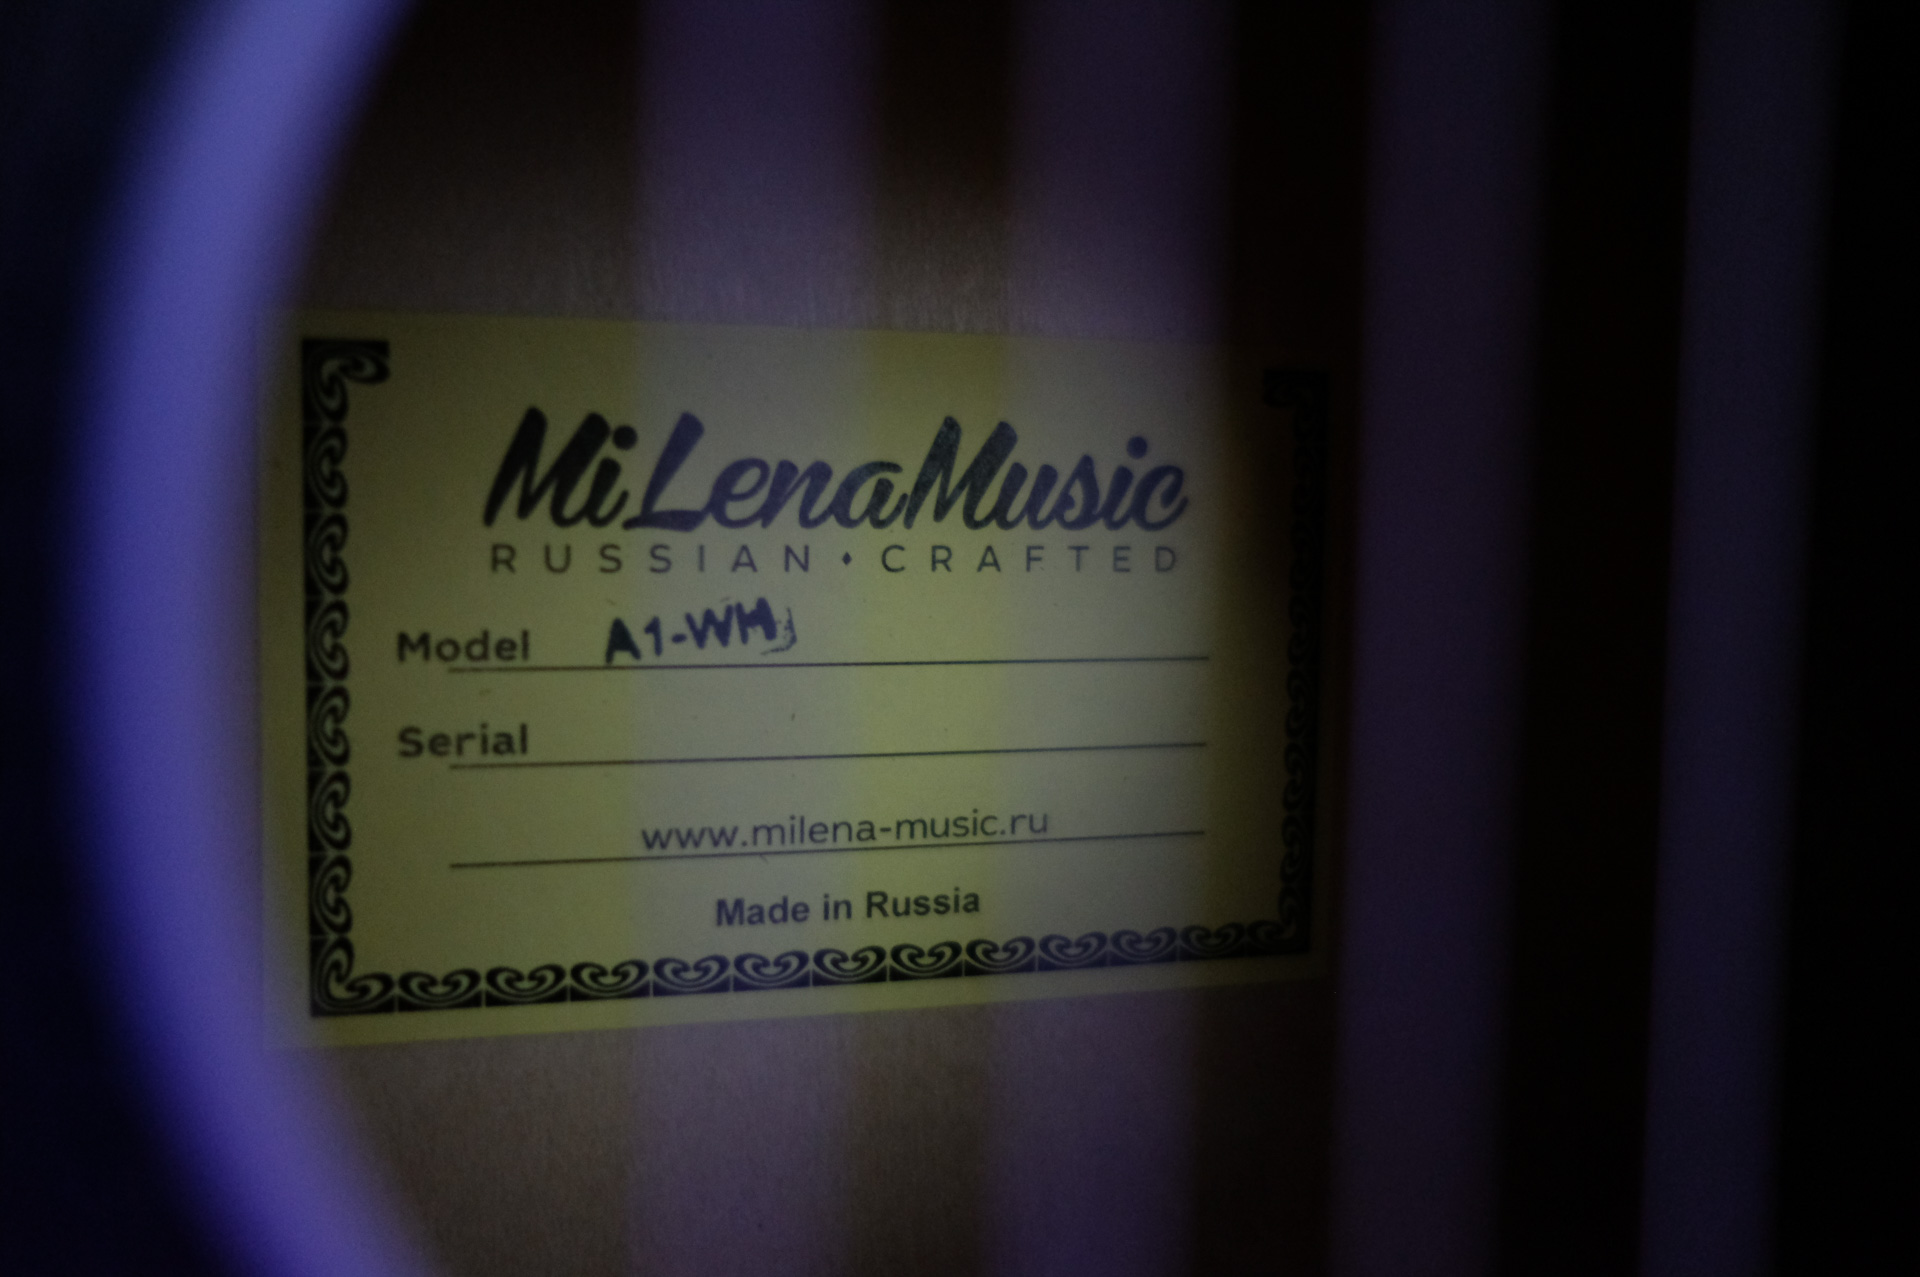 MiLenaMusic
RUSSIAN ♦ CRAFTED
Model A1-WH
Serial
www.milena-music.ru
Made in Russia